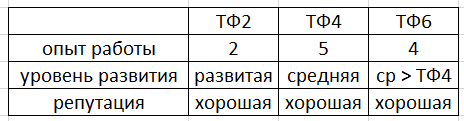 ТФ2 ТФ4 ТФ6
опыт работы 2 5 4
уровень развития развитая средняя ср > ТФ4
репутация хорошая хорошая хорошая